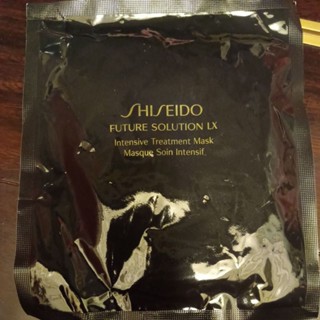 SHISEIDO
FUTURE SOLUTION LX
Intensive Treatment Mask
Masque Soin Intensif